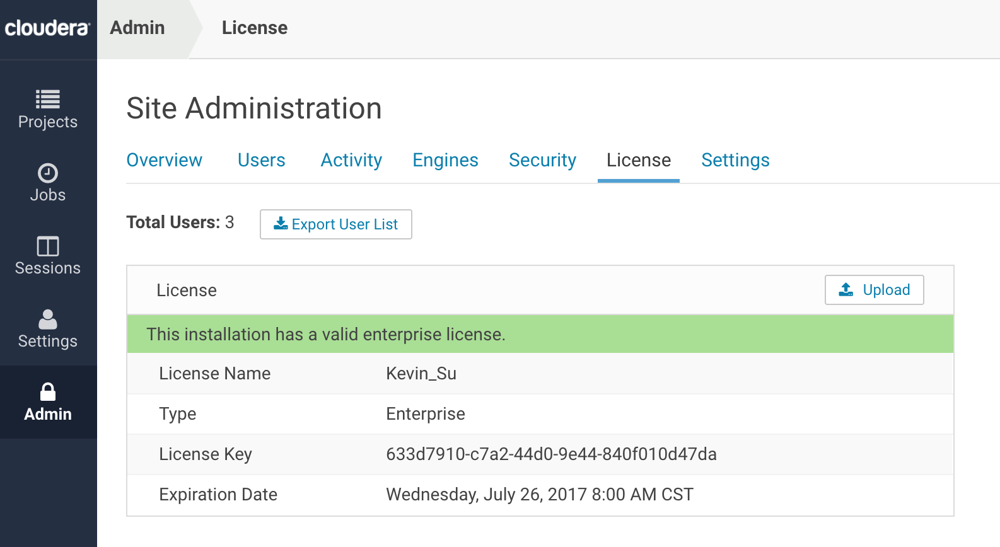 cloudera
Admin
License
Projects
Jobs
Sessions
Settings
Admin
Site Administration
Overview Users Activity Engines Security License Settings
Total Users: 3 Export User List
License Upload
This installation has a valid enterprise license.
License Name Kevin_Su
Type Enterprise
License Key 633d7910-c7a2-44d0-9e44-840f010d47da
Expiration Date Wednesday, July 26, 2017 8:00 AM CST